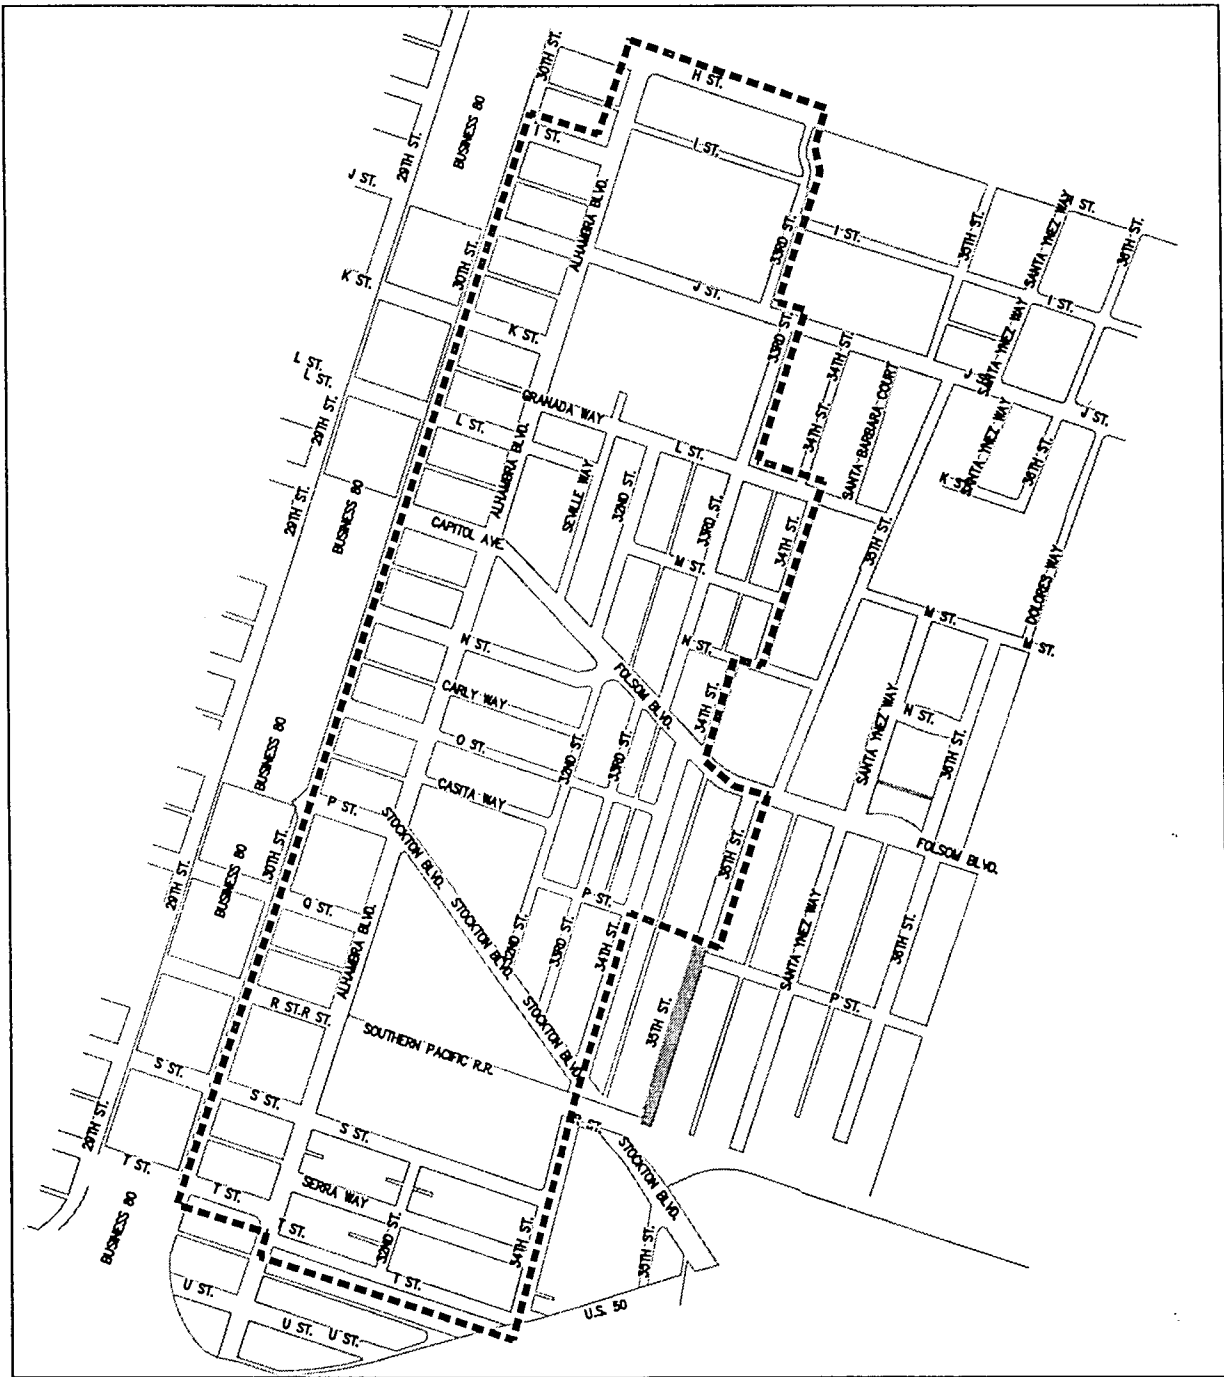 30TH ST.
H ST.
BUSINESS 80
I ST.
29TH ST.
I ST.
J ST.
ALHAMBRA BLVD.
SANTA YNEZ WAY
ST.
33RD ST.
I ST.
36TH ST.
30TH ST.
K ST.
J ST.
SANTA YNEZ WAY
I ST.
K ST.
33RD ST.
34TH ST.
L ST.
L ST.
J ST.
SANTA YNEZ WAY
GRANADA WAY
34TH ST.
SANTA BARBARA COURT
J ST.
29TH ST.
L ST.
ALHAMBRA BLVD.
L ST.
SANTA YNEZ WAY
36TH ST.
K ST.
SEVILLE WAY
32ND ST.
33RD ST.
29TH ST.
BUSINESS 80
CAPITOL AVE.
34TH ST.
M ST.
DOLORES WAY
M ST.
M ST.
N ST.
N ST.
FOLSOM BLVD.
CARLY WAY
34TH ST.
SANTA YNEZ WAY
N ST.
BUSINESS 80
O ST.
32ND ST.
33RD ST.
36TH ST.
CASITA WAY
P ST.
STOCKTON BLVD.
30TH ST.
FOLSOM BLVD.
29TH ST.
BUSINESS 80
35TH ST.
P ST.
Q ST.
STOCKTON BLVD.
32ND ST.
33RD ST.
34TH ST.
SANTA YNEZ WAY
36TH ST.
ALHAMBRA BLVD.
R ST.
R ST.
STOCKTON BLVD.
35TH ST.
P ST.
SOUTHERN PACIFIC R.R.
S ST.
S ST.
29TH ST.
S ST.
ST.
STOCKTON BLVD.
T ST.
SERRA WAY
T ST.
BUSINESS 80
T ST.
32ND ST.
34TH ST.
35TH ST.
T ST.
U ST.
U.S. 50
U ST.
U ST.